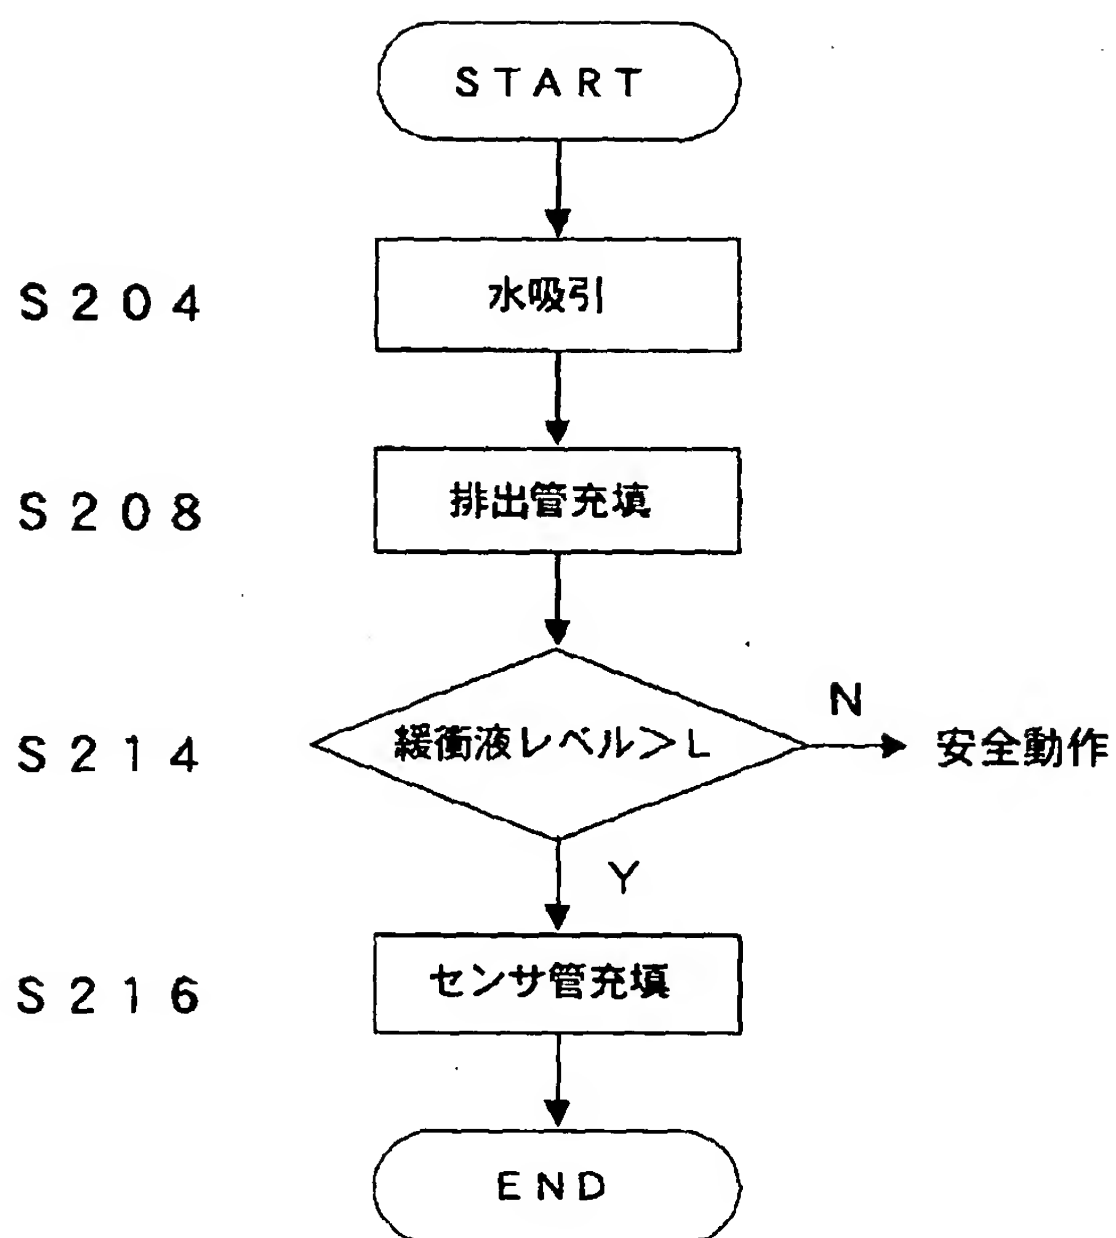 START
S204
水吸引
S208
排出管充填
S214
緩衝液レベル>L
N
安全動作
Y
S216
センサ管充填
END